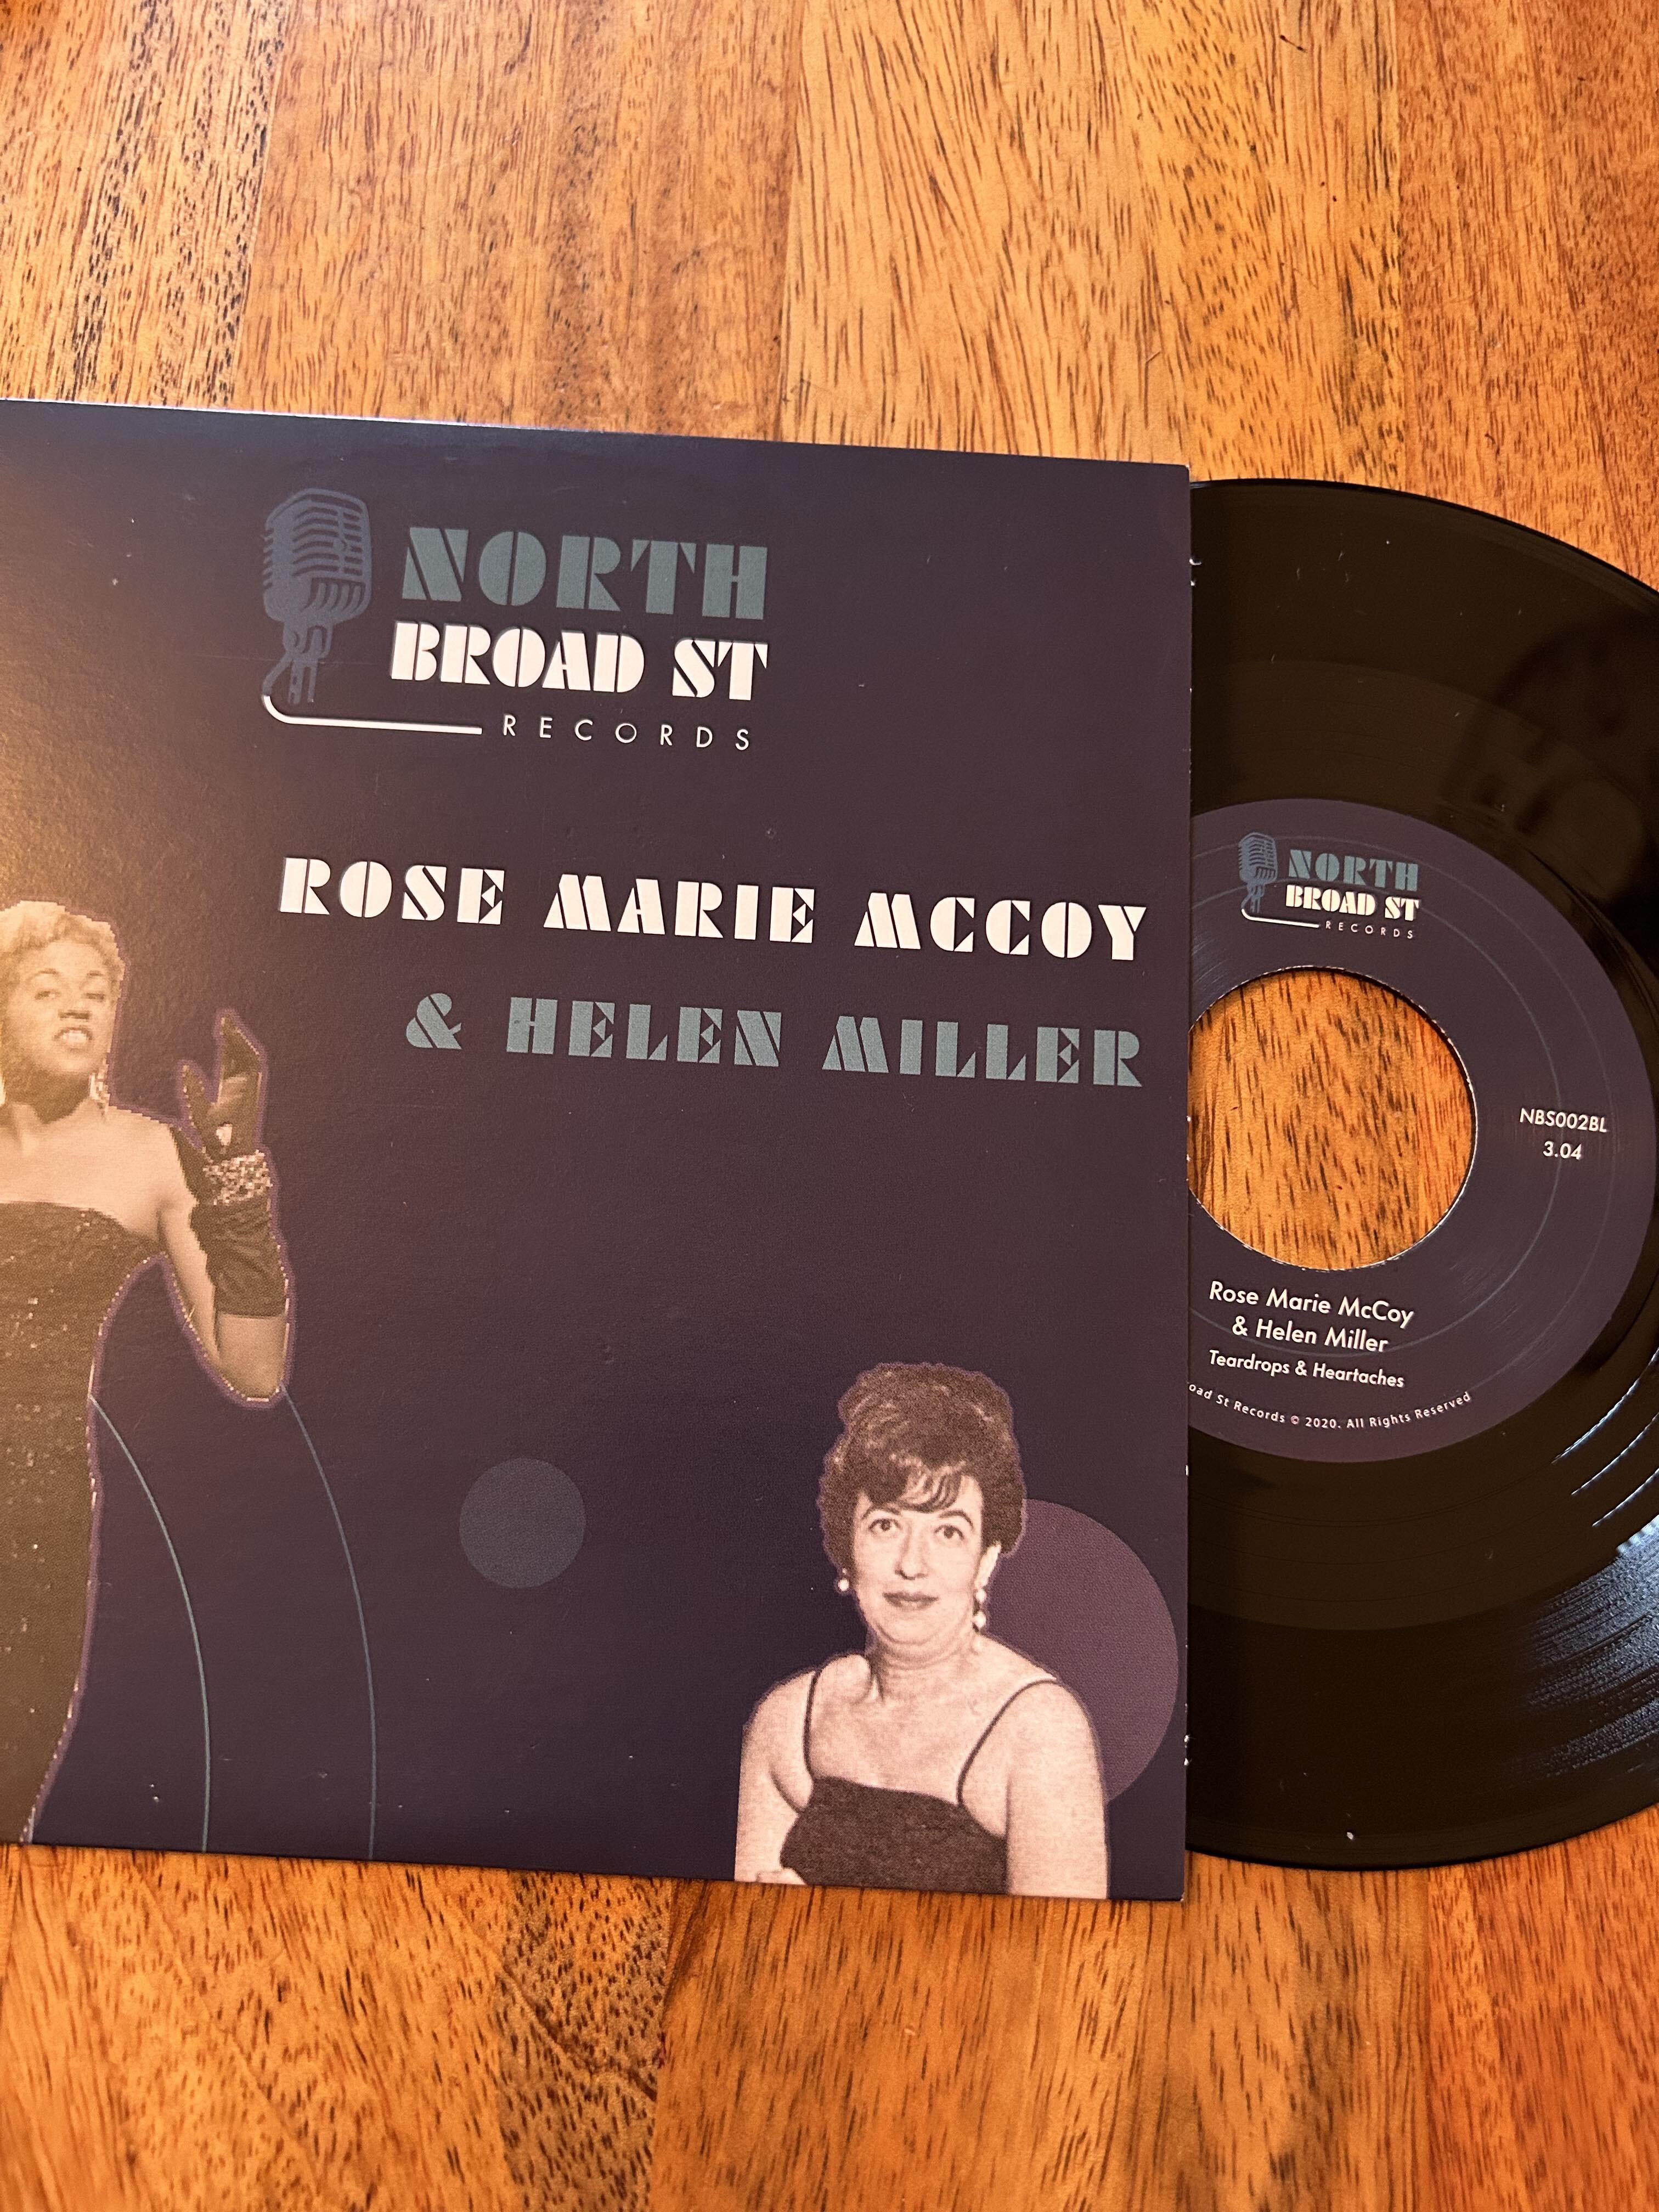 NORTH
BROAD ST
RECORDS
ROSE MARIE MCCOY
& HELEN MILLER
NORTH
BROAD ST
RECORDS
NBS002BL
3.04
Rose Marie McCoy
& Helen Miller
Teardrops & Heartaches
St Records © 2020. All Rights Reserved